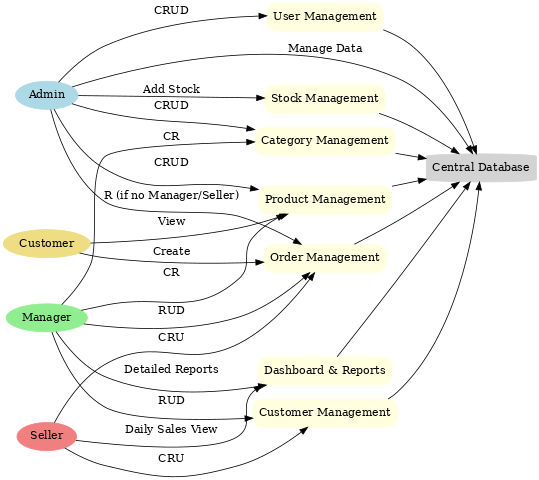 CRUD
User Management
Manage Data
Admin
Add Stock
Stock Management
CRUD
CR
Category Management
CRUD
Central Database
R (if no Manager/Seller)
Product Management
View
Customer
Create
Order Management
CR
Manager
RUD
CRU
Detailed Reports
Dashboard & Reports
RUD
Customer Management
Daily Sales View
Seller
CRU